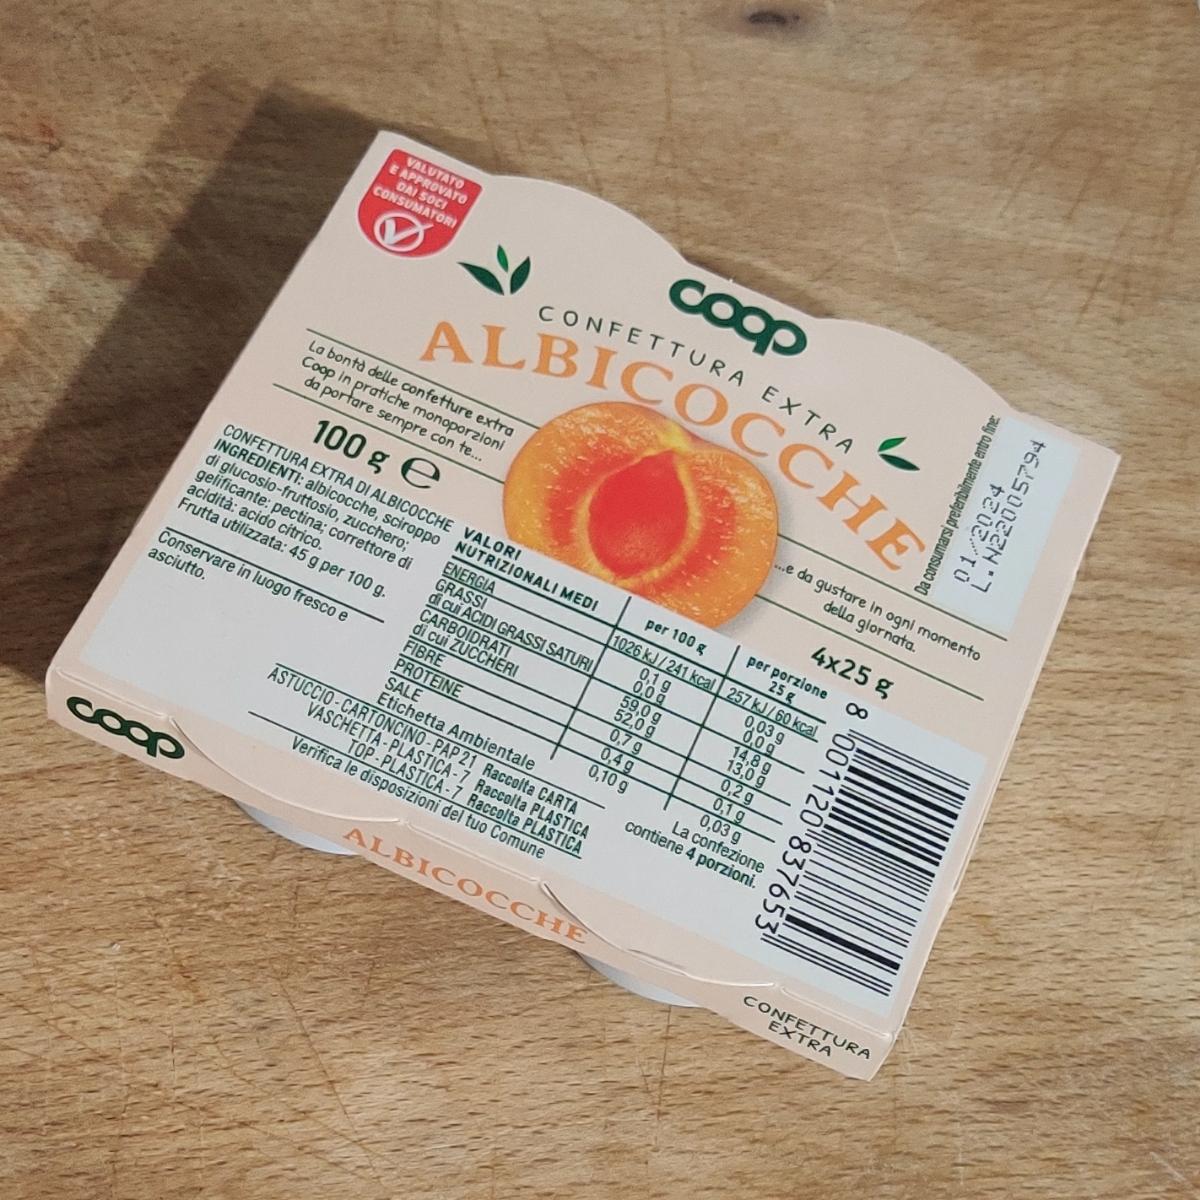 VALUTATO
E APPROVATO
DAI SOCI
CONSUMATORI
coop
CONFETTURA EXTRA
ALBICOCCHE
La bontà delle confetture extra
Coop in pratiche monoporzioni
da portare sempre con te...
100 g e
CONFETTURA EXTRA DI ALBICOCCHE
INGREDIENTI: albicocche, sciroppo
di glucosio-fruttosio, zucchero;
gelificante: pectina; correttore di
acidità: acido citrico.
Frutta utilizzata: 45 g per 100 g.
Conservare in luogo fresco e
asciutto.
...e da gustare in ogni momento
della giornata.
4x25 g
Da consumarsi preferibilmente entro fine:
01/2024
L.N22005794
VALORI
NUTRIZIONALI MEDI per 100 g per porzione
25 g
ENERGIA 1026 kJ/241 kcal 257 kJ/60 kcal
GRASSI 0,1 g 0,03 g
di cui ACIDI GRASSI SATURI 0,0 g 0,0 g
CARBOIDRATI 59,0 g 14,8 g
di cui ZUCCHERI 52,0 g 13,0 g
FIBRE 0,7 g 0,2 g
PROTEINE 0,4 g 0,1 g
SALE 0,10 g 0,03 g
La confezione
contiene 4 porzioni.
Etichetta Ambientale
ASTUCCIO - CARTONCINO - PAP 21 Raccolta CARTA
VASCHETTA - PLASTICA - 7 Raccolta PLASTICA
TOP - PLASTICA - 7 Raccolta PLASTICA
Verifica le disposizioni del tuo Comune
8 001120 837653
coop
ALBICOCCHE
CONFETTURA
EXTRA